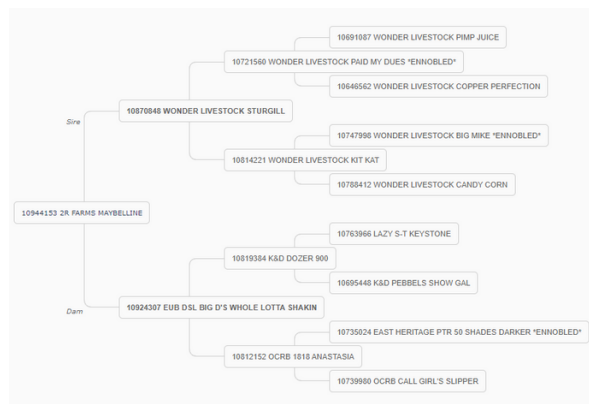 10691087 WONDER LIVESTOCK PIMP JUICE
10721560 WONDER LIVESTOCK PAID MY DUES *ENNOBLED*
10646562 WONDER LIVESTOCK COPPER PERFECTION
10870848 WONDER LIVESTOCK STURGILL
Sire
10747998 WONDER LIVESTOCK BIG MIKE *ENNOBLED*
10814221 WONDER LIVESTOCK KIT KAT
10788412 WONDER LIVESTOCK CANDY CORN
10944153 2R FARMS MAYBELLINE
10763966 LAZY S-T KEYSTONE
10819384 K&D DOZER 900
10695448 K&D PEBBELS SHOW GAL
10924307 EUB DSL BIG D'S WHOLE LOTTA SHAKIN
Dam
10735024 EAST HERITAGE PTR 50 SHADES DARKER *ENNOBLED*
10812152 OCRB 1818 ANASTASIA
10739980 OCRB CALL GIRL'S SLIPPER